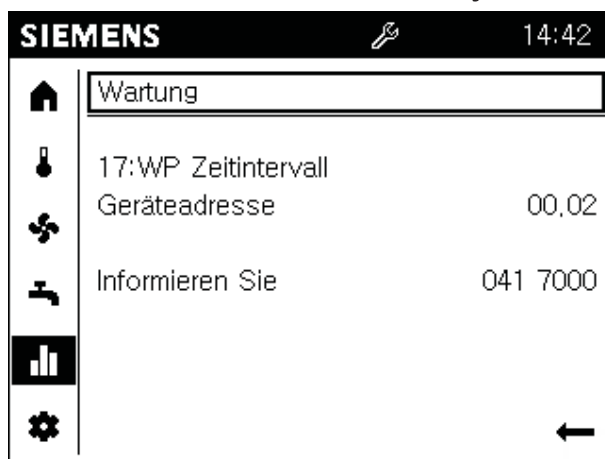 SIEMENS 14:42
Wartung
17:WP Zeitintervall
Geräteadresse 00,02
Informieren Sie 041 7000